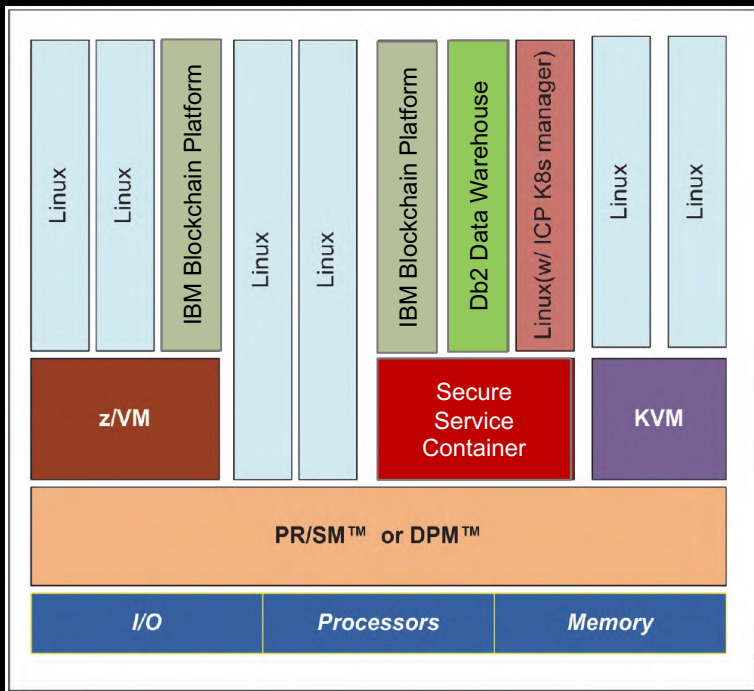 Linux
Linux
IBM Blockchain Platform
Linux
Linux
IBM Blockchain Platform
Db2 Data Warehouse
Linux(w/ ICP K8s manager)
Linux
Linux
z/VM
Secure
Service
Container
KVM
PR/SM™ or DPM™
I/O
Processors
Memory